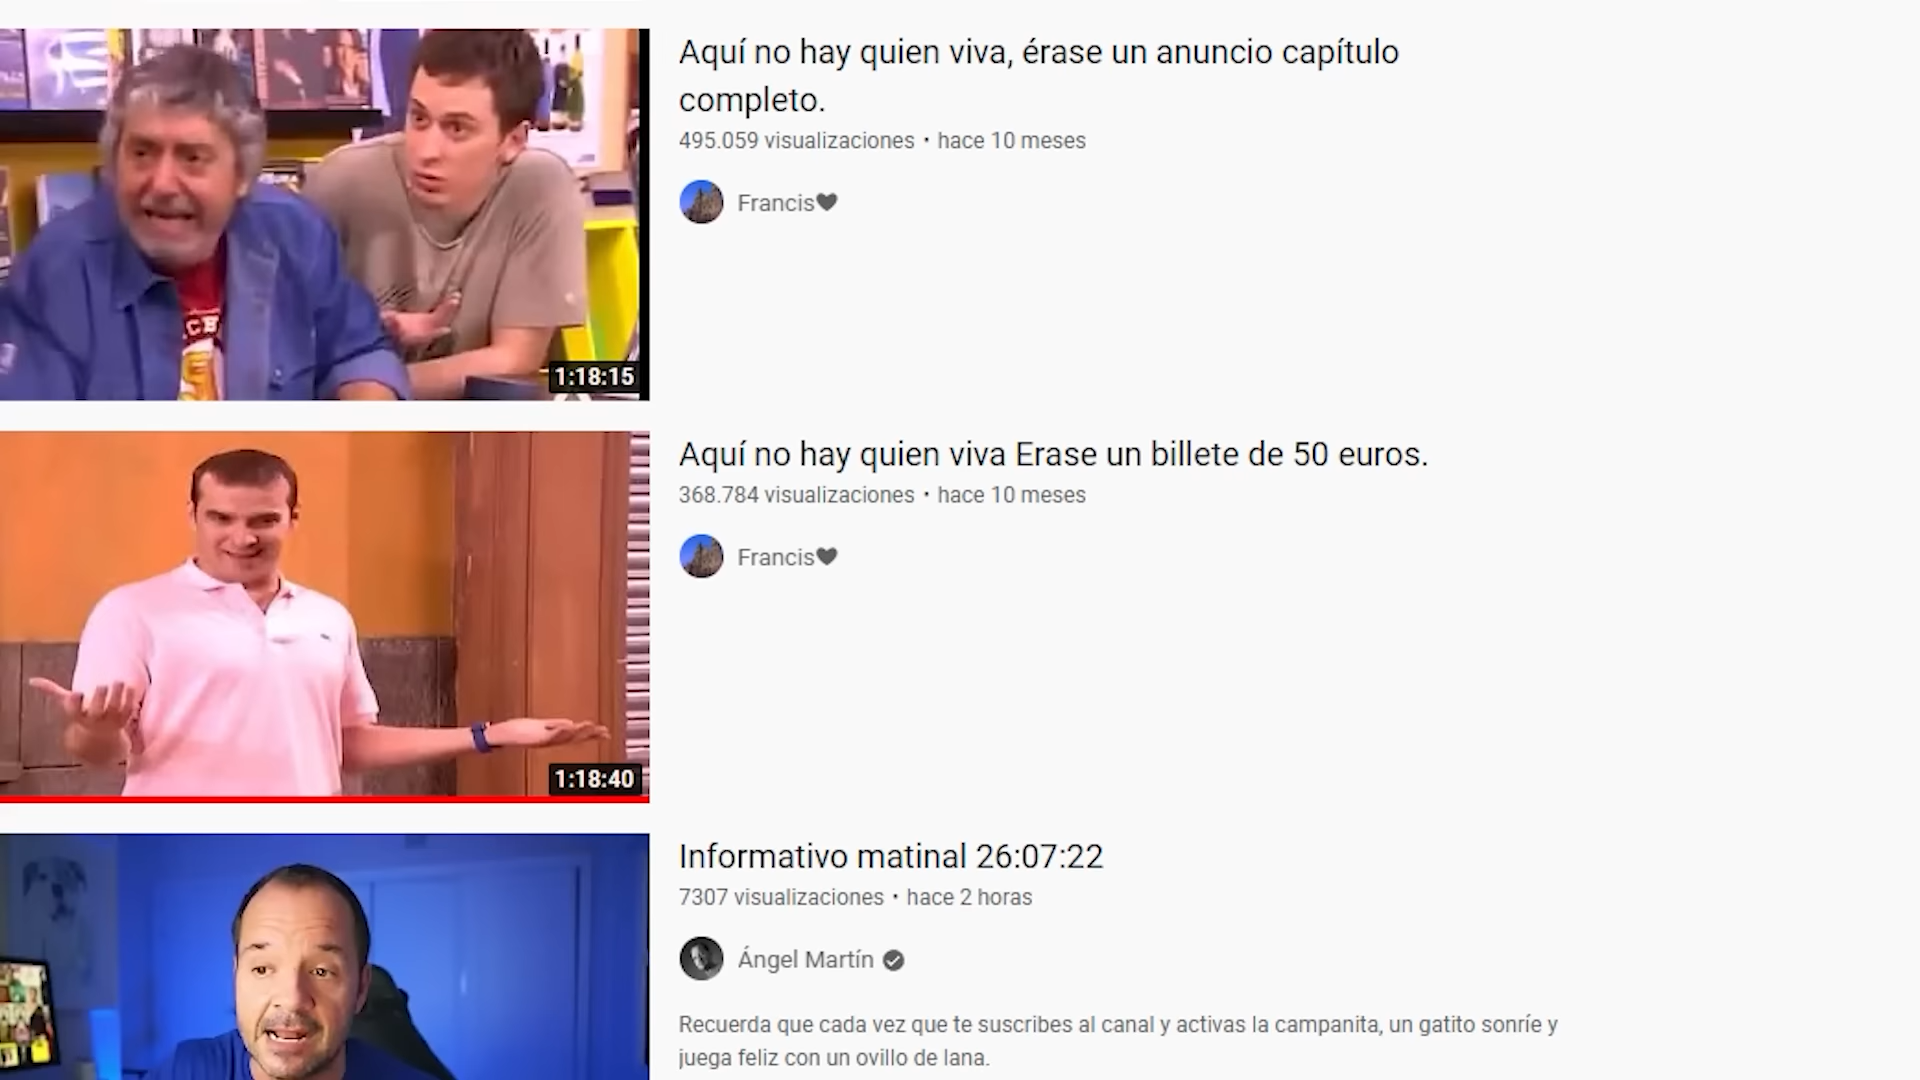 Aquí no hay quien viva, érase un anuncio capítulo
completo.
495.059 visualizaciones • hace 10 meses
Francis🖤
1:18:15
Aquí no hay quien viva Erase un billete de 50 euros.
368.784 visualizaciones • hace 10 meses
Francis🖤
1:18:40
Informativo matinal 26:07:22
7307 visualizaciones • hace 2 horas
Ángel Martín
Recuerda que cada vez que te suscribes al canal y activas la campanita, un gatito sonríe y
juega feliz con un ovillo de lana.